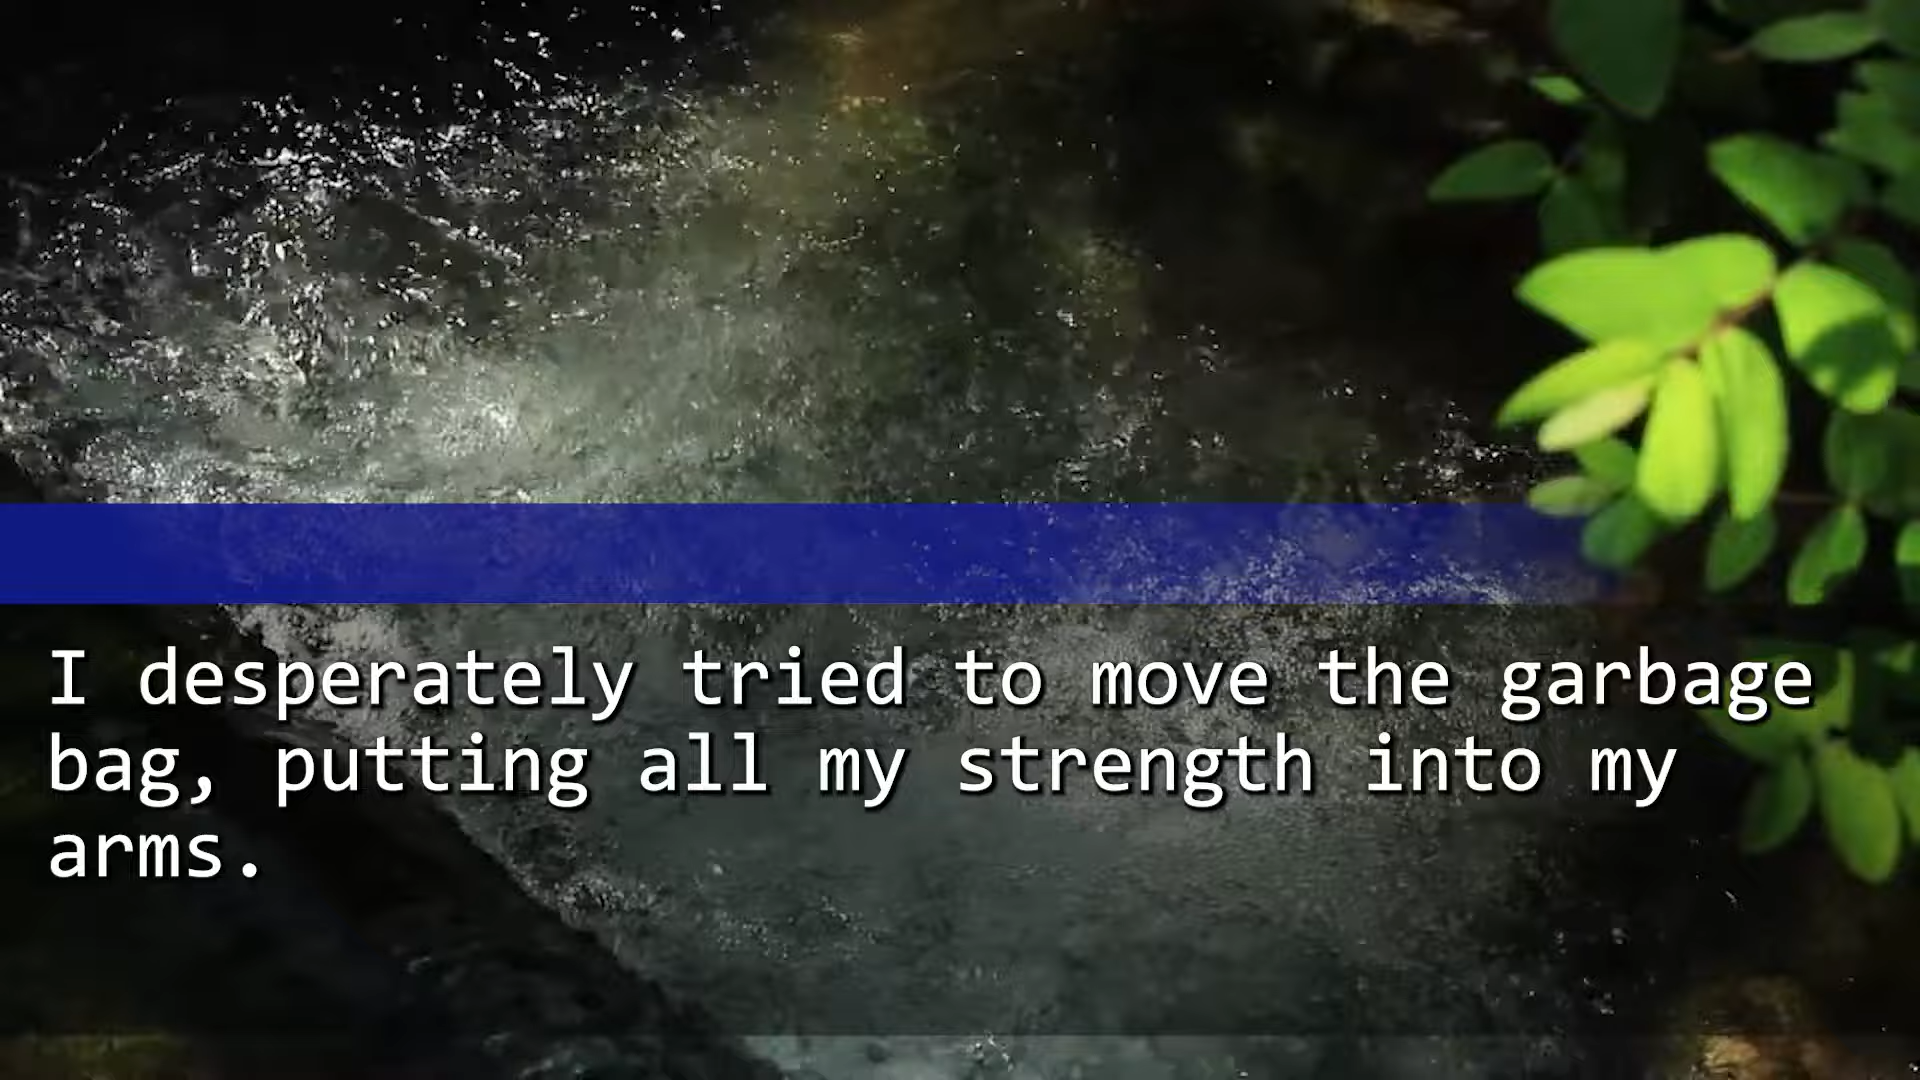 I desperately tried to move the garbage
bag, putting all my strength into my
arms.